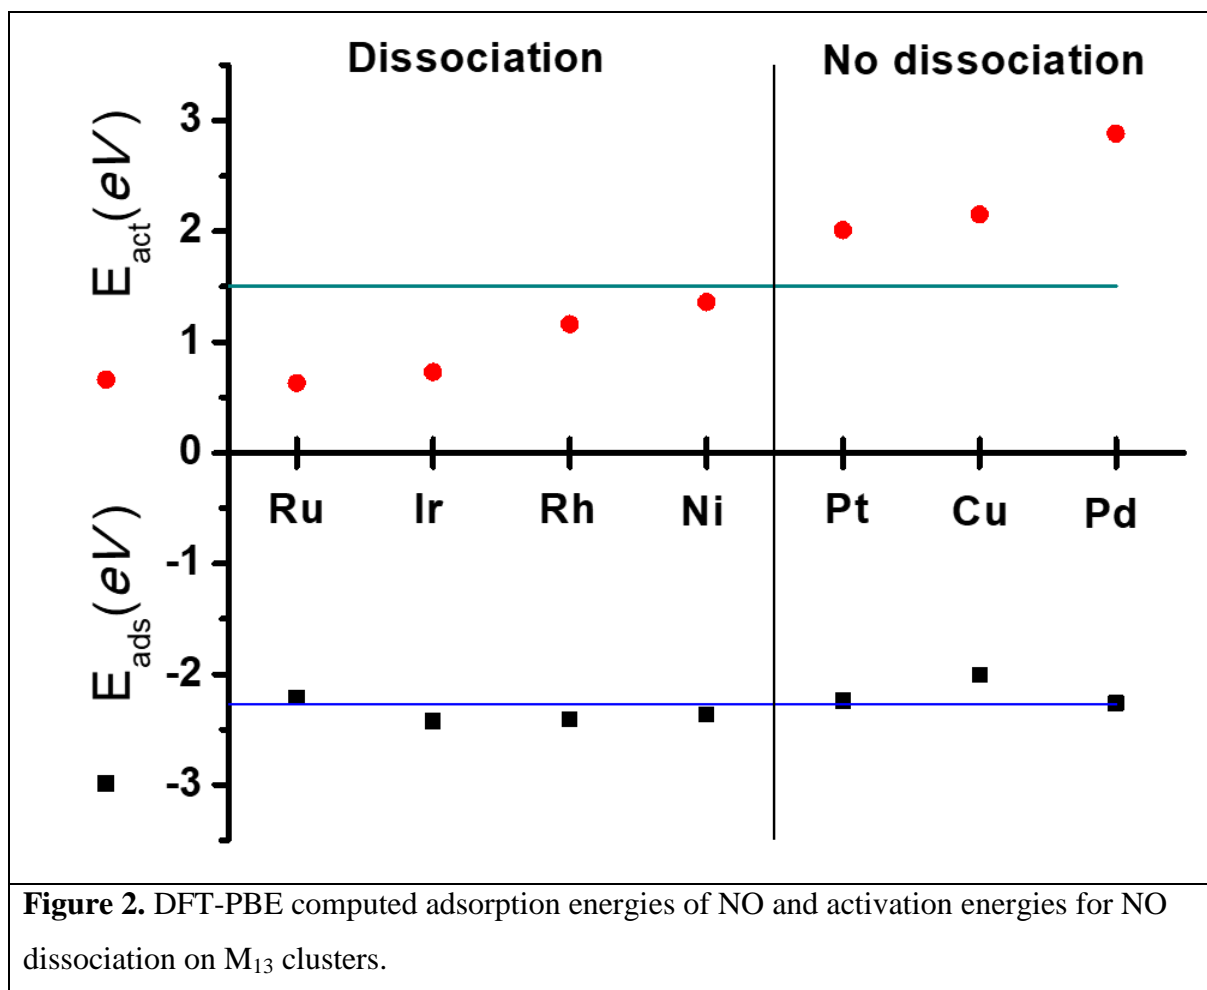 Dissociation
No dissociation
E_act(eV)
3
2
1
0
-1
-2
-3
E_ads(eV)
Ru Ir Rh Ni Pt Cu Pd
Figure 2. DFT-PBE computed adsorption energies of NO and activation energies for NO
dissociation on M₁₃ clusters.